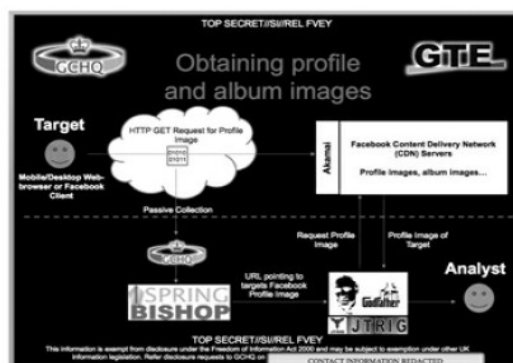 TOP SECRET//SI//REL FVEY
GCHQ
GTE
Obtaining profile
and album images
Target
HTTP GET Request for Profile
Image
01010
01011
Mobile/Desktop Web-
browser or Facebook
Client
Akamai
Facebook Content Delivery Network
(CDN) Servers
Profile images, album images...
Passive Collection
GCHQ
Request Profile
Image
Profile Image of
Target
SPRING
BISHOP
URL pointing to
targets Facebook
Profile Image
Godfather
JTRIG
Analyst
TOP SECRET//SI//REL FVEY
This information is exempt from disclosure under the Freedom of Information Act 2000 and may be subject to exemption under other UK
information legislation. Refer disclosure requests to GCHQ on
CONTACT INFORMATION REDACTED